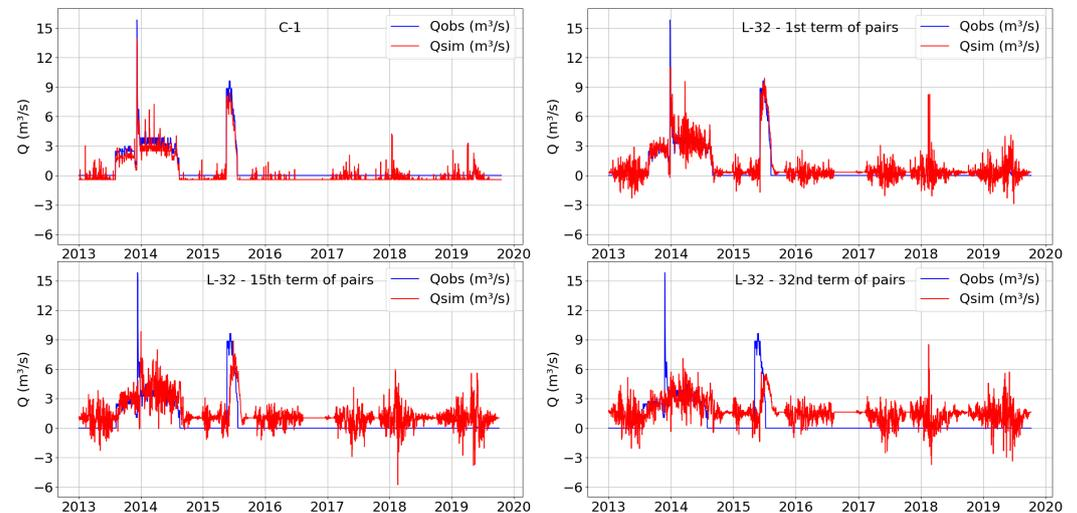 C-1
Qobs (m³/s)
Qsim (m³/s)
Q (m³/s)
15
12
9
6
3
0
−3
−6
2013 2014 2015 2016 2017 2018 2019 2020
L-32 - 1st term of pairs
Qobs (m³/s)
Qsim (m³/s)
Q (m³/s)
15
12
9
6
3
0
−3
−6
2013 2014 2015 2016 2017 2018 2019 2020
L-32 - 15th term of pairs
Qobs (m³/s)
Qsim (m³/s)
Q (m³/s)
15
12
9
6
3
0
−3
−6
2013 2014 2015 2016 2017 2018 2019 2020
L-32 - 32nd term of pairs
Qobs (m³/s)
Qsim (m³/s)
Q (m³/s)
15
12
9
6
3
0
−3
−6
2013 2014 2015 2016 2017 2018 2019 2020